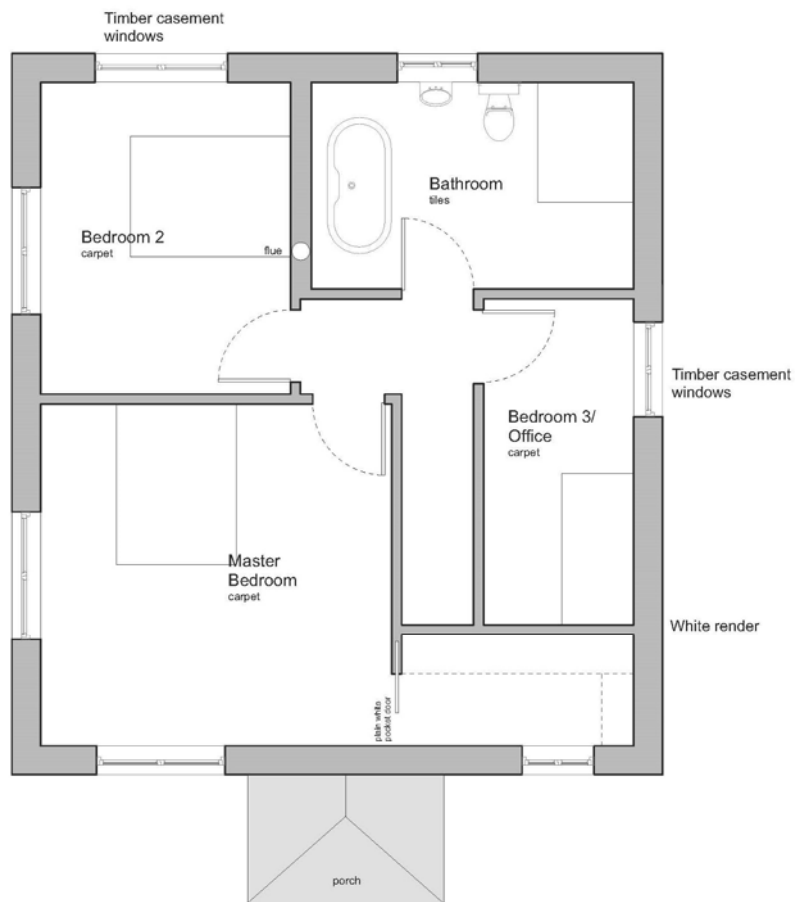 Timber casement
windows
Bathroom
tiles
Bedroom 2
carpet
flue
Timber casement
windows
Bedroom 3/
Office
carpet
Master
Bedroom
carpet
White render
plain white
pocket door
porch